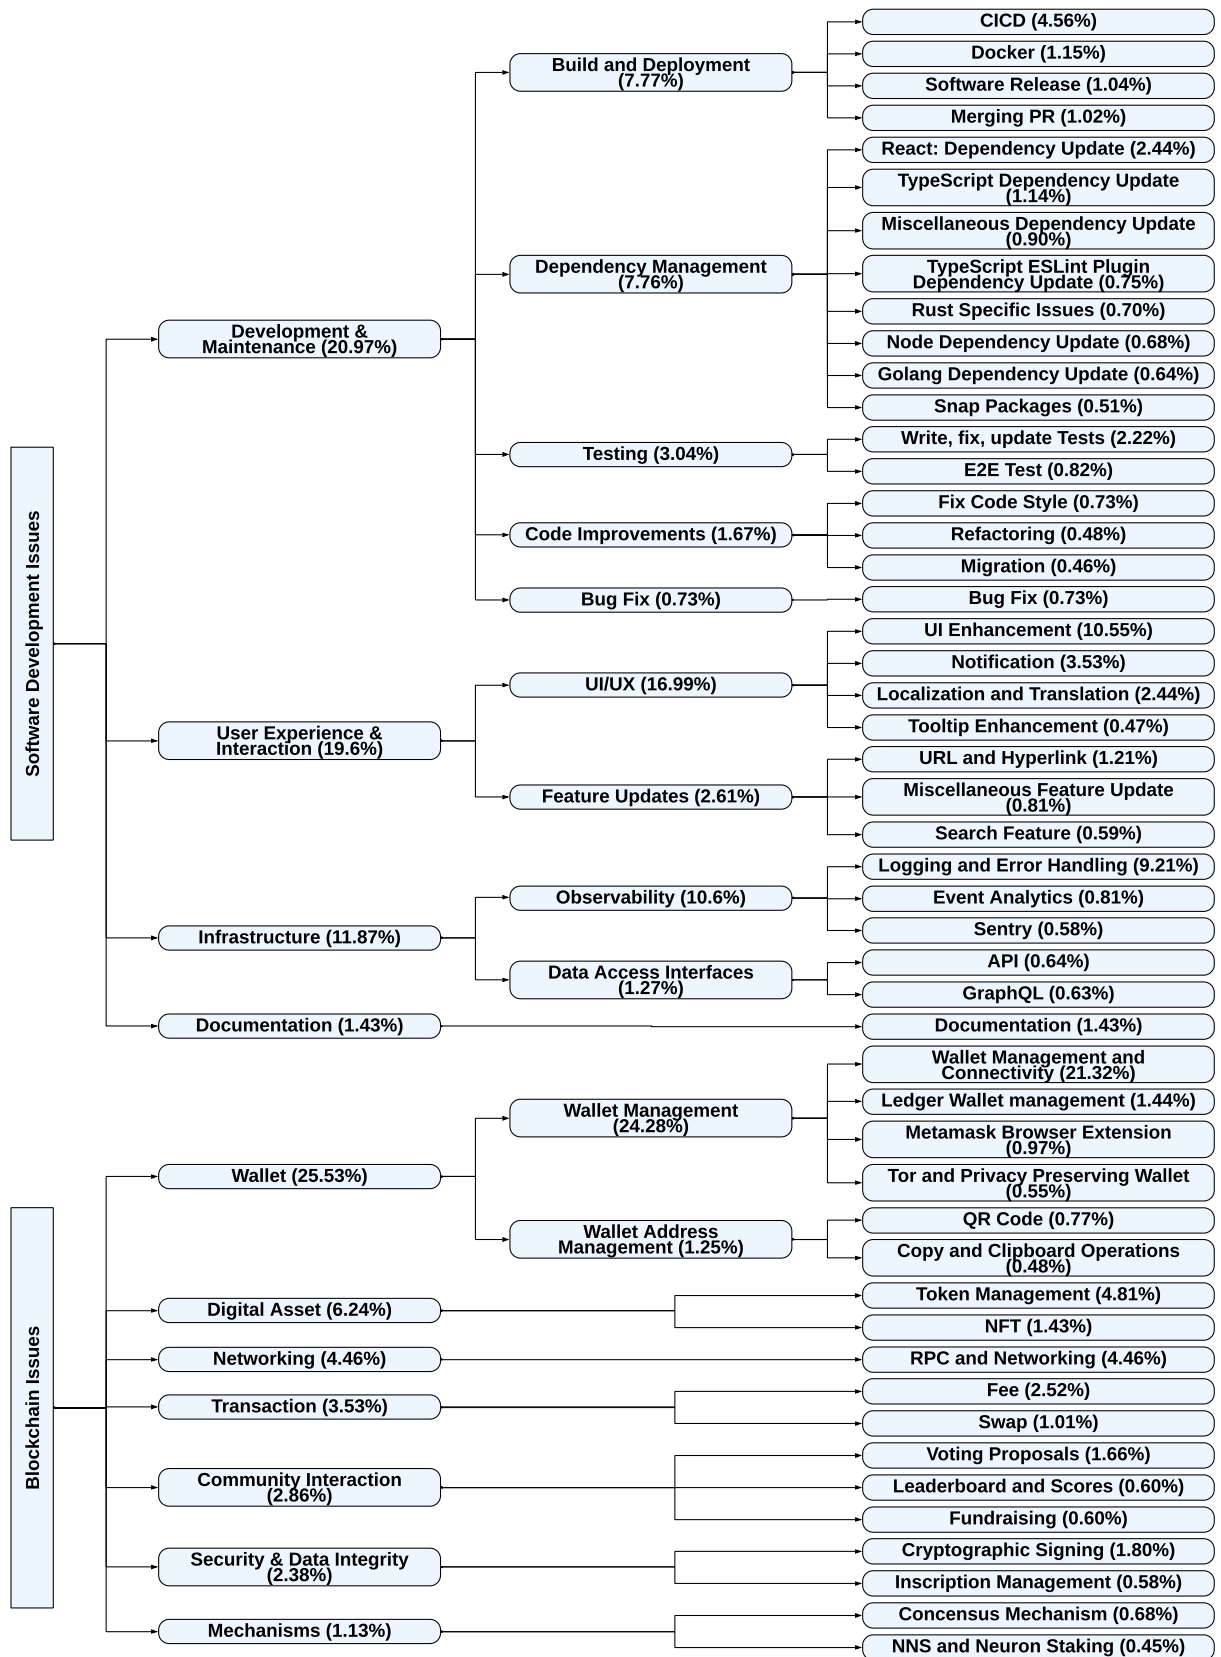 Software Development Issues
Development &
Maintenance (20.97%)
Build and Deployment
(7.77%)
CICD (4.56%)
Docker (1.15%)
Software Release (1.04%)
Merging PR (1.02%)
Dependency Management
(7.76%)
React: Dependency Update (2.44%)
TypeScript Dependency Update
(1.14%)
Miscellaneous Dependency Update
(0.90%)
TypeScript ESLint Plugin
Dependency Update (0.75%)
Rust Specific Issues (0.70%)
Node Dependency Update (0.68%)
Golang Dependency Update (0.64%)
Snap Packages (0.51%)
Testing (3.04%)
Write, fix, update Tests (2.22%)
E2E Test (0.82%)
Code Improvements (1.67%)
Fix Code Style (0.73%)
Refactoring (0.48%)
Migration (0.46%)
Bug Fix (0.73%)
Bug Fix (0.73%)
User Experience &
Interaction (19.6%)
UI/UX (16.99%)
UI Enhancement (10.55%)
Notification (3.53%)
Localization and Translation (2.44%)
Tooltip Enhancement (0.47%)
Feature Updates (2.61%)
URL and Hyperlink (1.21%)
Miscellaneous Feature Update
(0.81%)
Search Feature (0.59%)
Infrastructure (11.87%)
Observability (10.6%)
Logging and Error Handling (9.21%)
Event Analytics (0.81%)
Sentry (0.58%)
Data Access Interfaces
(1.27%)
API (0.64%)
GraphQL (0.63%)
Documentation (1.43%)
Documentation (1.43%)
Blockchain Issues
Wallet (25.53%)
Wallet Management
(24.28%)
Wallet Management and
Connectivity (21.32%)
Ledger Wallet management (1.44%)
Metamask Browser Extension
(0.97%)
Tor and Privacy Preserving Wallet
(0.55%)
Wallet Address
Management (1.25%)
QR Code (0.77%)
Copy and Clipboard Operations
(0.48%)
Digital Asset (6.24%)
Token Management (4.81%)
NFT (1.43%)
Networking (4.46%)
RPC and Networking (4.46%)
Transaction (3.53%)
Fee (2.52%)
Swap (1.01%)
Community Interaction
(2.86%)
Voting Proposals (1.66%)
Leaderboard and Scores (0.60%)
Fundraising (0.60%)
Security & Data Integrity
(2.38%)
Cryptographic Signing (1.80%)
Inscription Management (0.58%)
Mechanisms (1.13%)
Concensus Mechanism (0.68%)
NNS and Neuron Staking (0.45%)